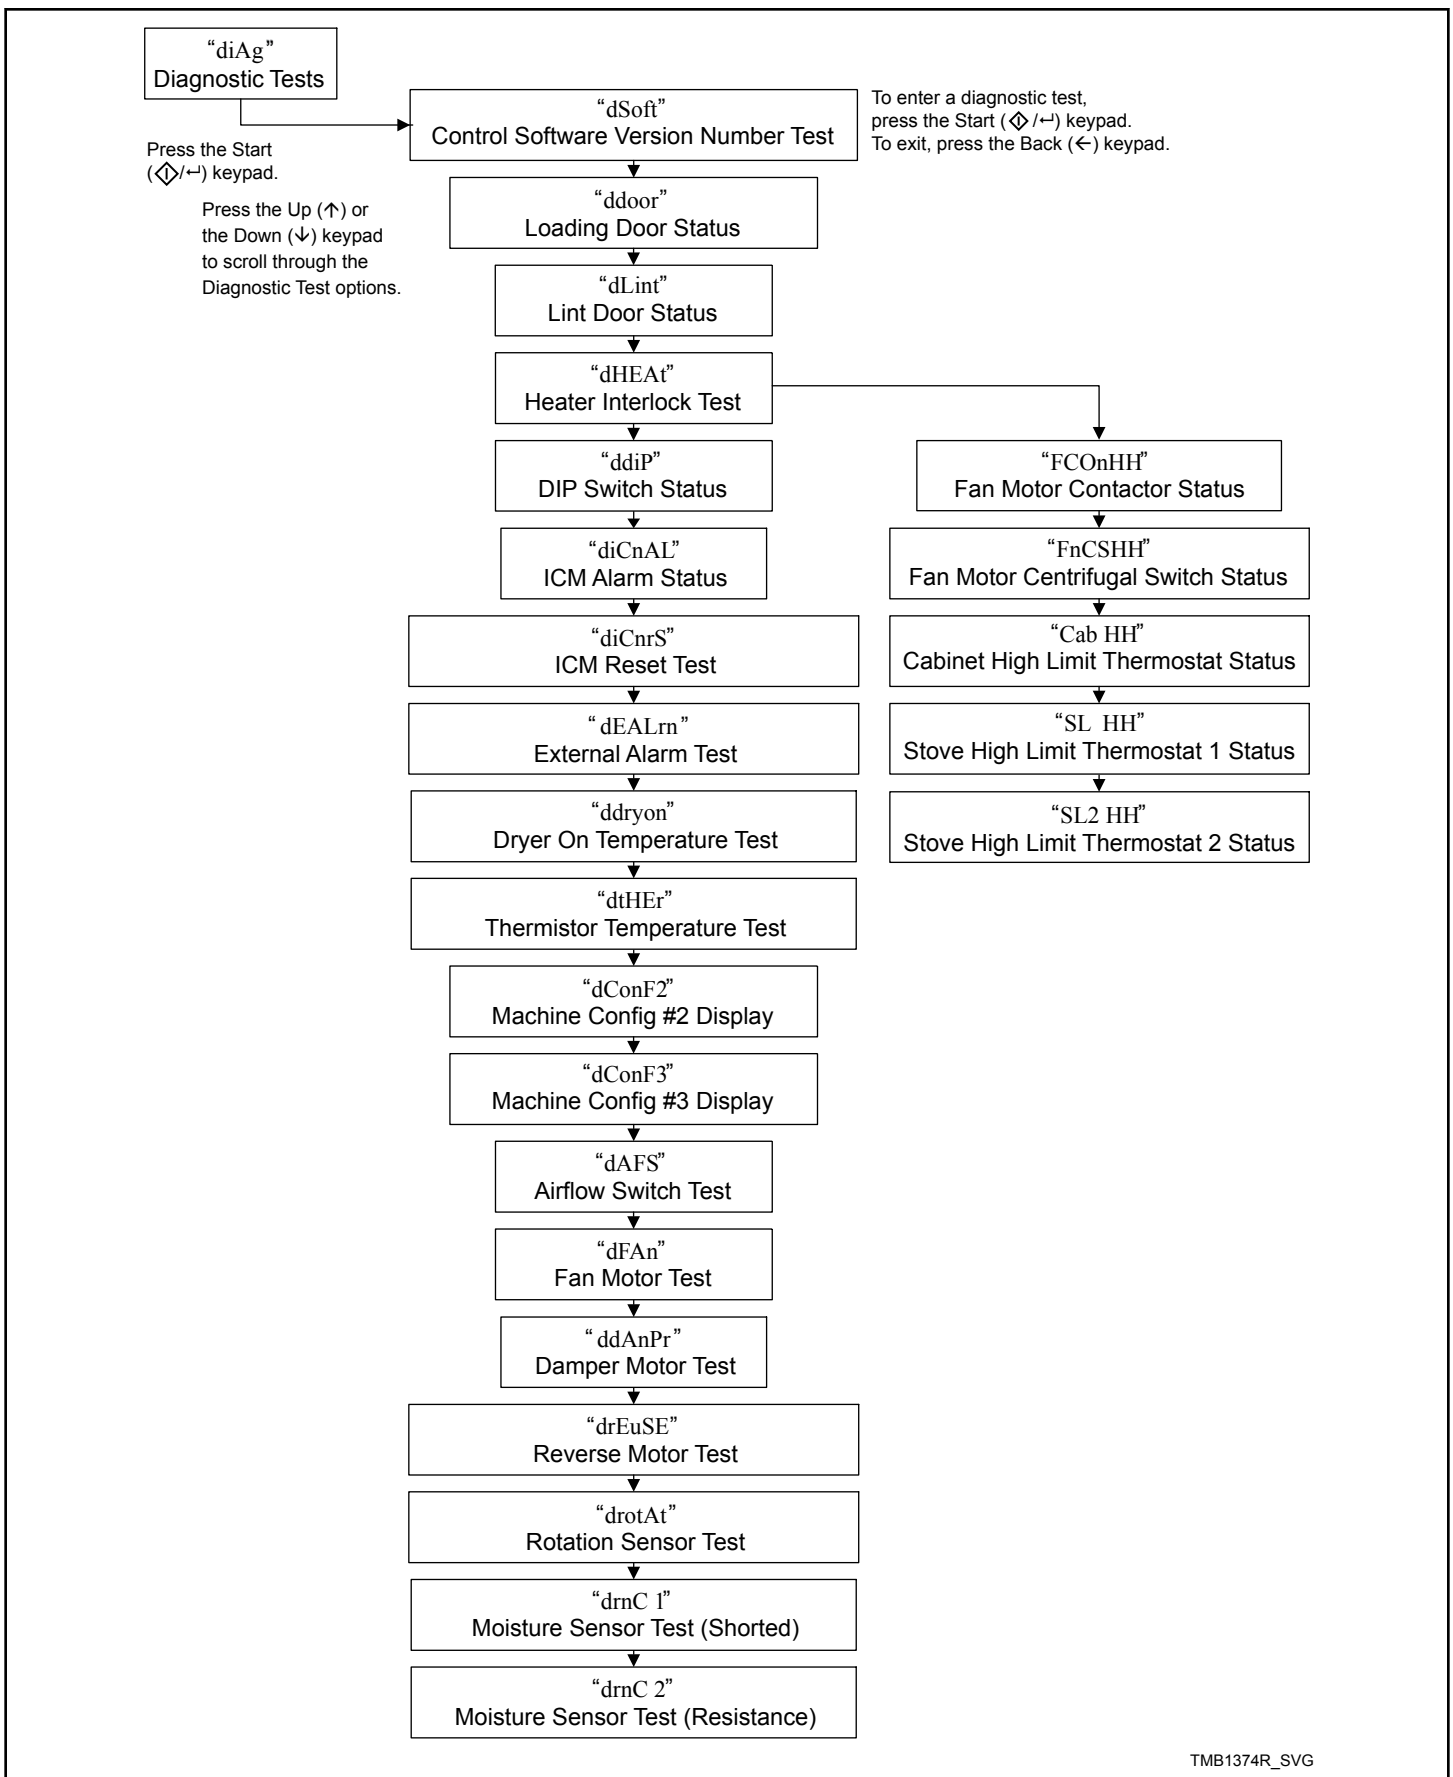 “diAg”
Diagnostic Tests
“dSoft”
Control Software Version Number Test
To enter a diagnostic test,
press the Start ( /↵) keypad.
To exit, press the Back (←) keypad.
Press the Start
( /↵) keypad.
Press the Up (↑) or
the Down (↓) keypad
to scroll through the
Diagnostic Test options.
“ddoor”
Loading Door Status
“dLint”
Lint Door Status
“dHEAt”
Heater Interlock Test
“ddiP”
DIP Switch Status
“diCnAL”
ICM Alarm Status
“diCnrS”
ICM Reset Test
“dEALrn”
External Alarm Test
“ddryon”
Dryer On Temperature Test
“dtHEr”
Thermistor Temperature Test
“dConF2”
Machine Config #2 Display
“dConF3”
Machine Config #3 Display
“dAFS”
Airflow Switch Test
“dFAn”
Fan Motor Test
“ddAnPr”
Damper Motor Test
“drEuSE”
Reverse Motor Test
“drotAt”
Rotation Sensor Test
“drnC 1”
Moisture Sensor Test (Shorted)
“drnC 2”
Moisture Sensor Test (Resistance)
“FCOnHH”
Fan Motor Contactor Status
“FnCSHH”
Fan Motor Centrifugal Switch Status
“Cab HH”
Cabinet High Limit Thermostat Status
“SL  HH”
Stove High Limit Thermostat 1 Status
“SL2 HH”
Stove High Limit Thermostat 2 Status
TMB1374R_SVG